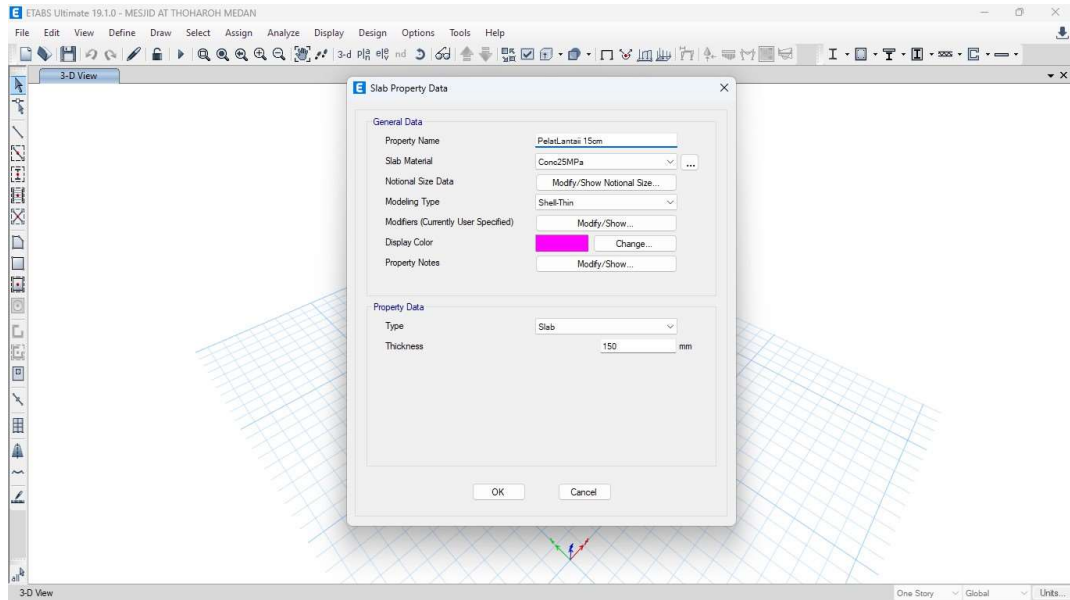 ETABS Ultimate 19.1.0 - MESJID AT THOHAROH MEDAN
File Edit View Define Draw Select Assign Analyze Display Design Options Tools Help
3-d
nd
3-D View
Slab Property Data
General Data
Property Name PelatLantaii 15cm
Slab Material Conc25MPa ...
Notional Size Data Modify/Show Notional Size...
Modeling Type Shell-Thin
Modifiers (Currently User Specified) Modify/Show...
Display Color Change...
Property Notes Modify/Show...
Property Data
Type Slab
Thickness 150 mm
OK Cancel
all
3-D View One Story Global Units...